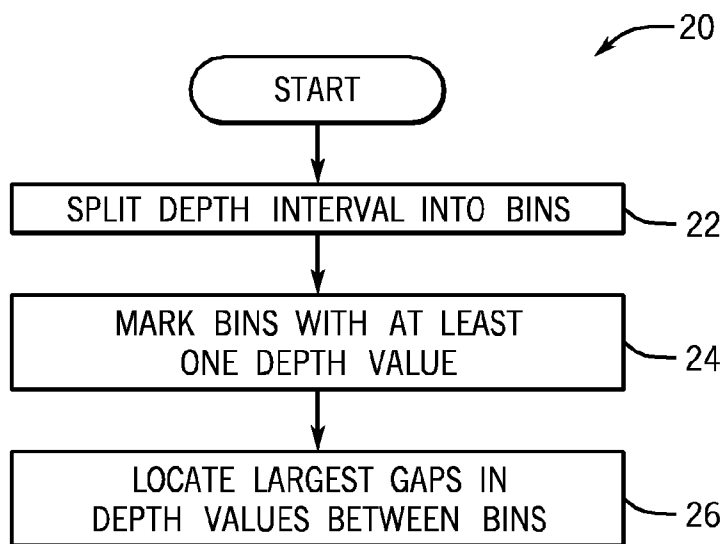 20
START
SPLIT DEPTH INTERVAL INTO BINS
22
MARK BINS WITH AT LEAST
ONE DEPTH VALUE
24
LOCATE LARGEST GAPS IN
DEPTH VALUES BETWEEN BINS
26